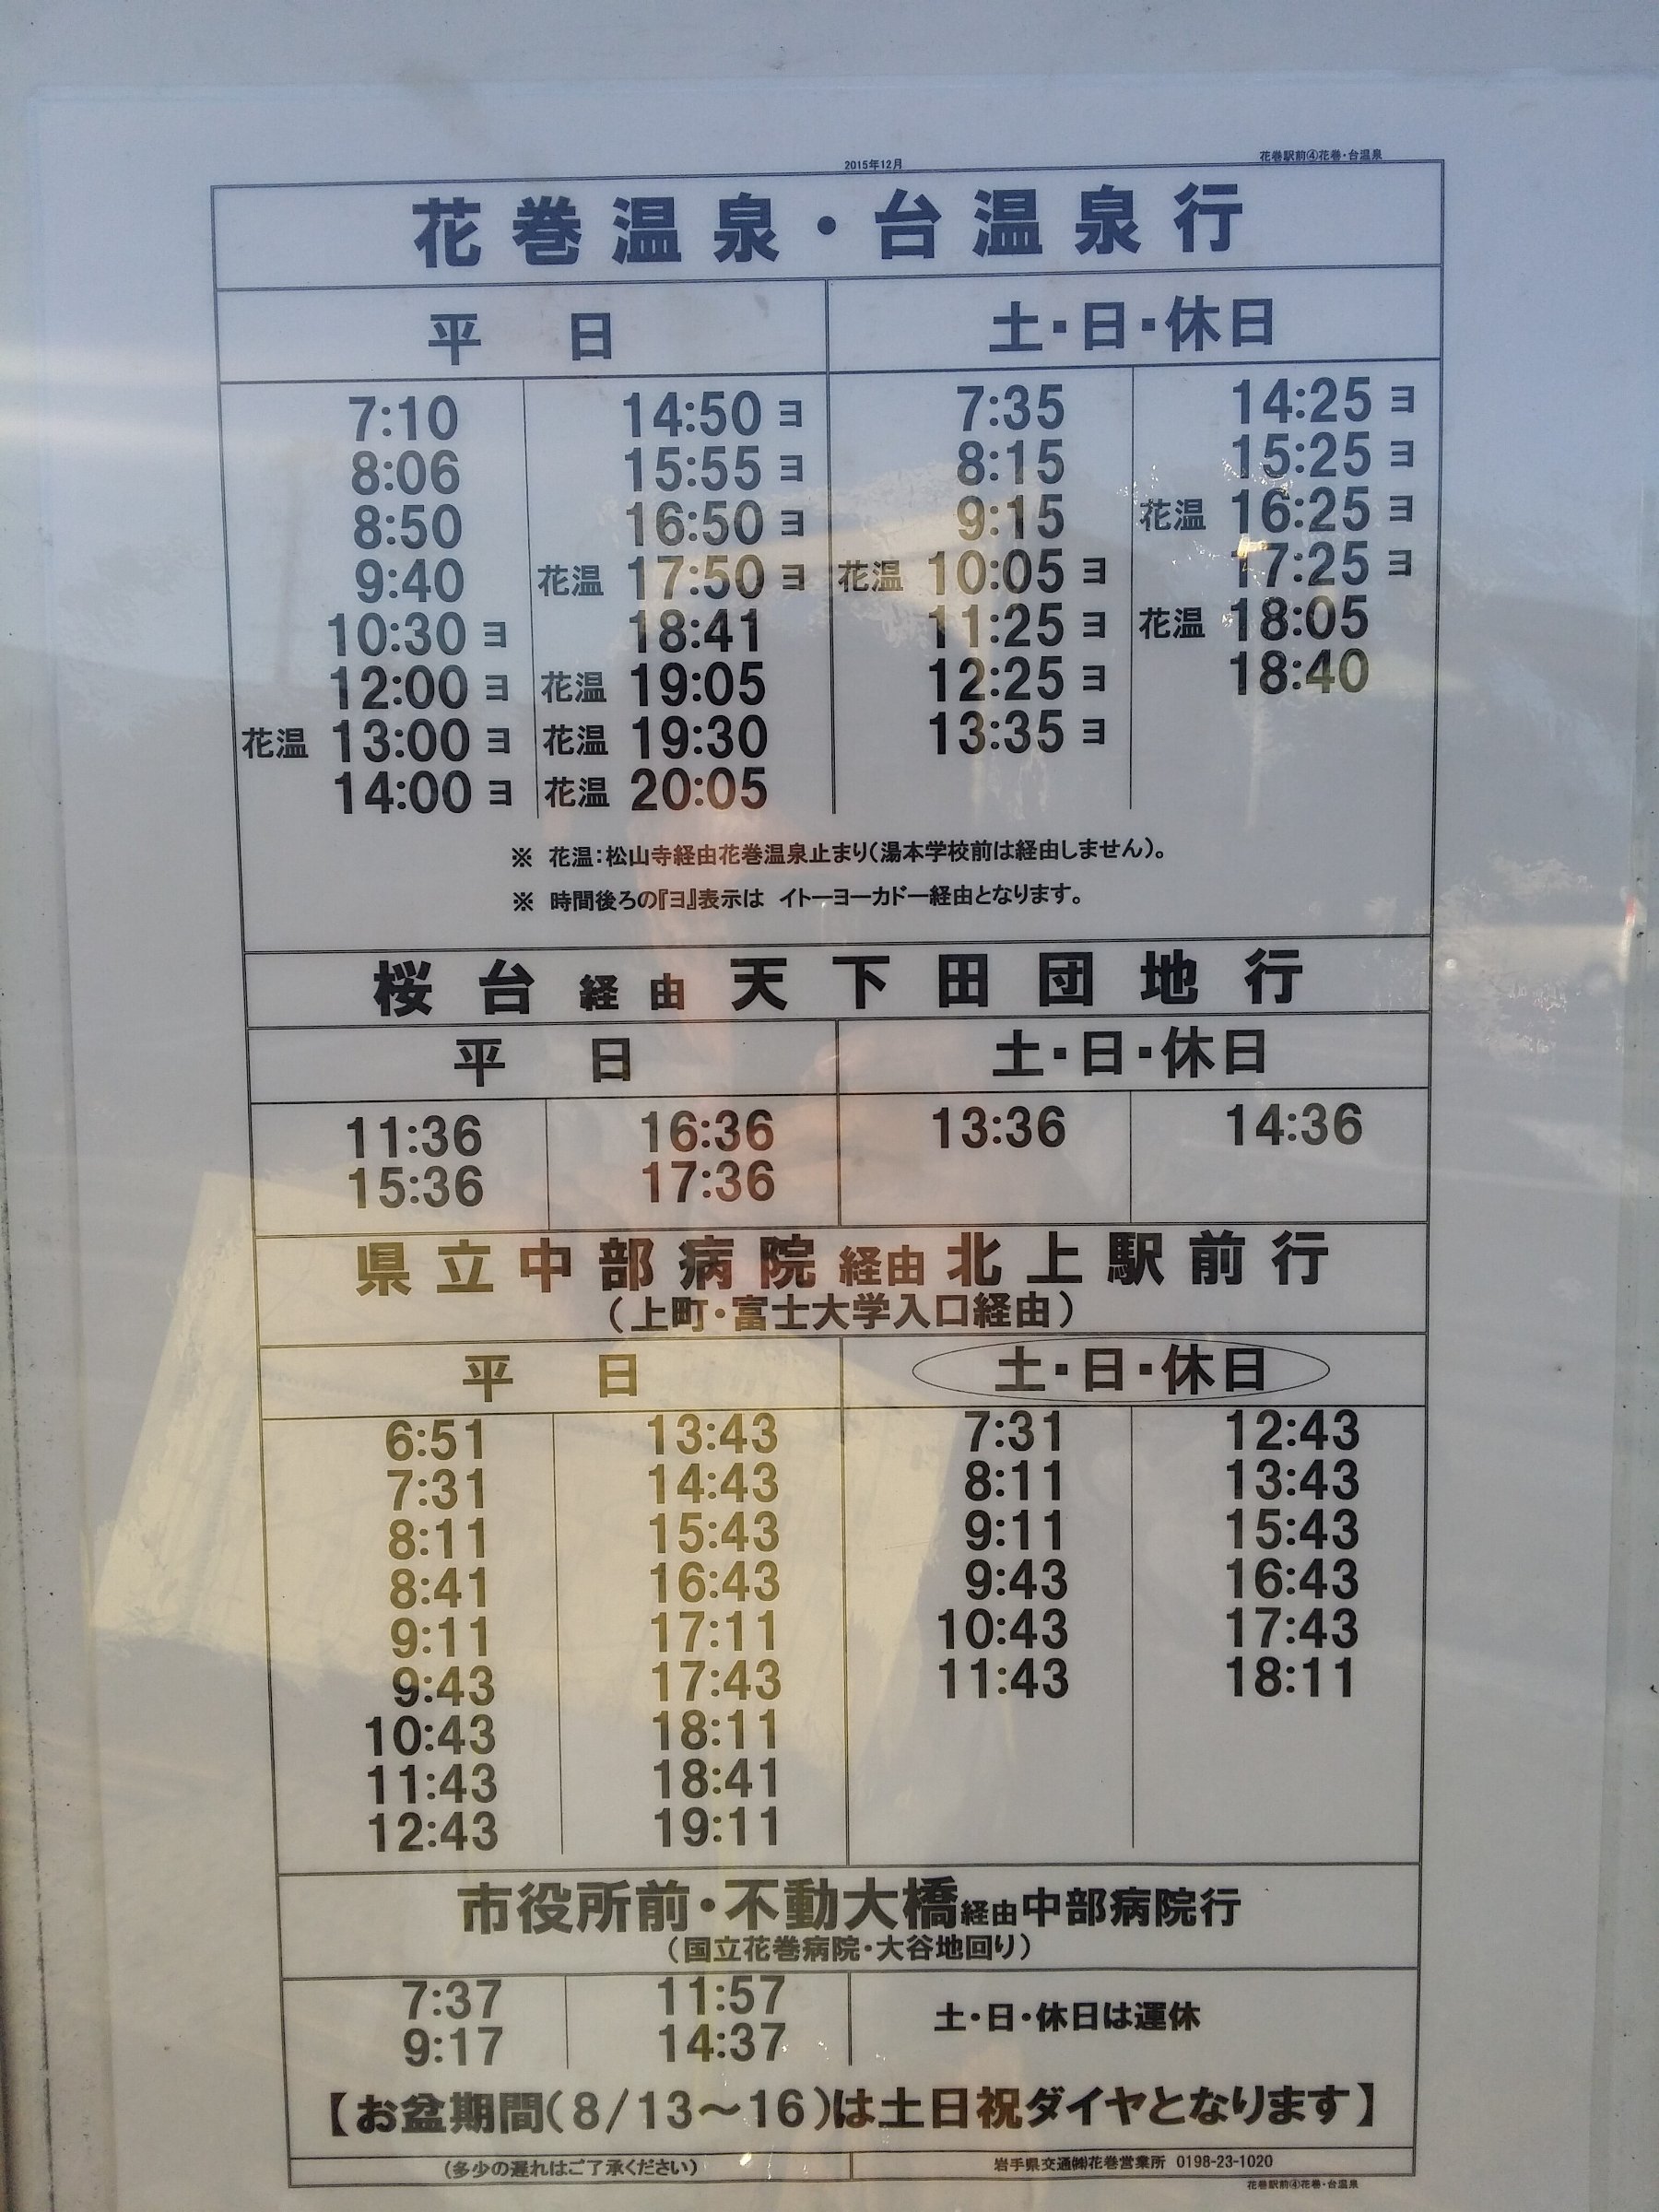 2015年12月 花巻駅前④花巻・台温泉
花巻温泉・台温泉行
平日 土・日・休日
7:10 14:50 ヨ 7:35 14:25 ヨ
8:06 15:55 ヨ 8:15 15:25 ヨ
8:50 16:50 ヨ 9:15 花温 16:25 ヨ
9:40 花温 17:50 ヨ 花温 10:05 ヨ 17:25 ヨ
10:30 ヨ 18:41 11:25 ヨ 花温 18:05
12:00 ヨ 花温 19:05 12:25 ヨ 18:40
花温 13:00 ヨ 花温 19:30 13:35 ヨ
14:00 ヨ 花温 20:05
※ 花温：松山寺経由花巻温泉止まり（湯本学校前は経由しません）。
※ 時間後ろの『ヨ』表示は イトーヨーカドー経由となります。
桜台経由天下田団地行
平日 土・日・休日
11:36 16:36 13:36 14:36
15:36 17:36
県立中部病院経由北上駅前行
（上町・富士大学入口経由）
平日 土・日・休日
6:51 13:43 7:31 12:43
7:31 14:43 8:11 13:43
8:11 15:43 9:11 15:43
8:41 16:43 9:43 16:43
9:11 17:11 10:43 17:43
9:43 17:43 11:43 18:11
10:43 18:11
11:43 18:41
12:43 19:11
市役所前・不動大橋経由中部病院行
（国立花巻病院・大谷地回り）
7:37 11:57 土・日・休日は運休
9:17 14:37
【お盆期間（8/13～16）は土日祝ダイヤとなります】
（多少の遅れはご了承ください） 岩手県交通㈱花巻営業所 0198-23-1020
花巻駅前④花巻・台温泉